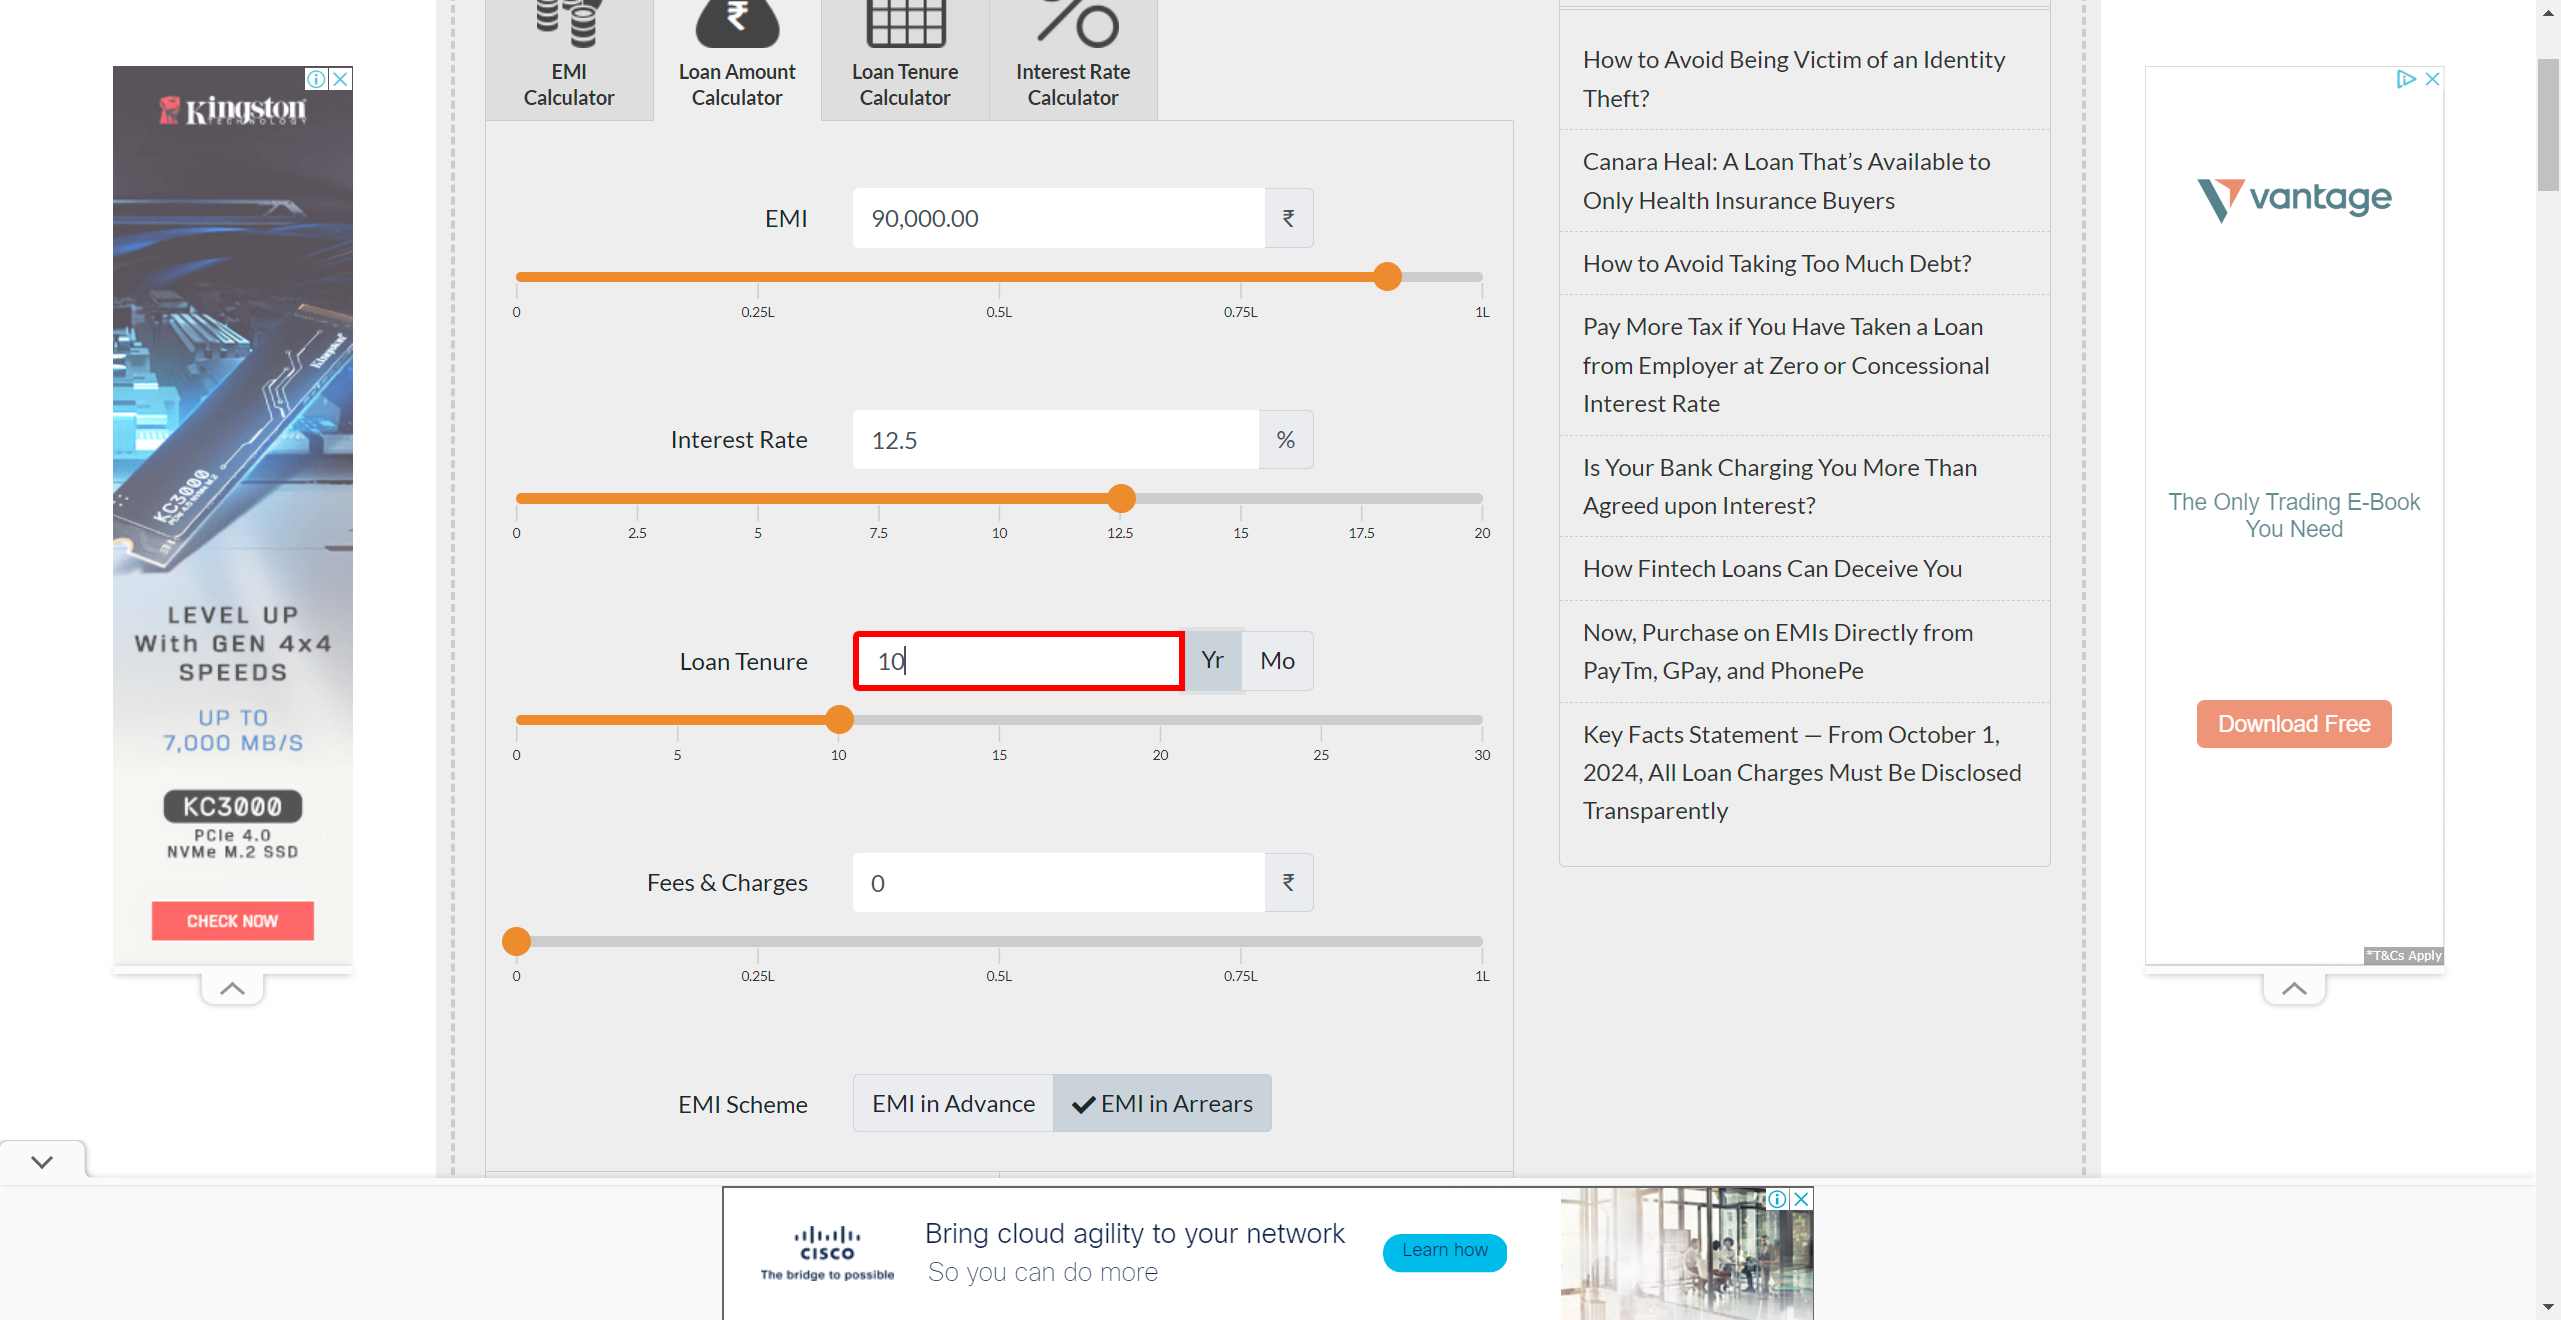 Kingston
TECHNOLOGY
Kingston
KC3000
PCIe 4.0 NVMe M.2
LEVEL UP
With GEN 4x4
SPEEDS
UP TO
7,000 MB/S
KC3000
PCIe 4.0
NVMe M.2 SSD
CHECK NOW
EMI
Calculator
Loan Amount
Calculator
Loan Tenure
Calculator
Interest Rate
Calculator
EMI
90,000.00
₹
0 0.25L 0.5L 0.75L 1L
Interest Rate
12.5
%
0 2.5 5 7.5 10 12.5 15 17.5 20
Loan Tenure
10
Yr
Mo
0 5 10 15 20 25 30
Fees & Charges
0
₹
0 0.25L 0.5L 0.75L 1L
EMI Scheme
EMI in Advance
EMI in Arrears
How to Avoid Being Victim of an Identity
Theft?
Canara Heal: A Loan That’s Available to
Only Health Insurance Buyers
How to Avoid Taking Too Much Debt?
Pay More Tax if You Have Taken a Loan
from Employer at Zero or Concessional
Interest Rate
Is Your Bank Charging You More Than
Agreed upon Interest?
How Fintech Loans Can Deceive You
Now, Purchase on EMIs Directly from
PayTm, GPay, and PhonePe
Key Facts Statement — From October 1,
2024, All Loan Charges Must Be Disclosed
Transparently
vantage
The Only Trading E-Book
You Need
Download Free
*T&Cs Apply
CISCO
The bridge to possible
Bring cloud agility to your network
So you can do more
Learn how